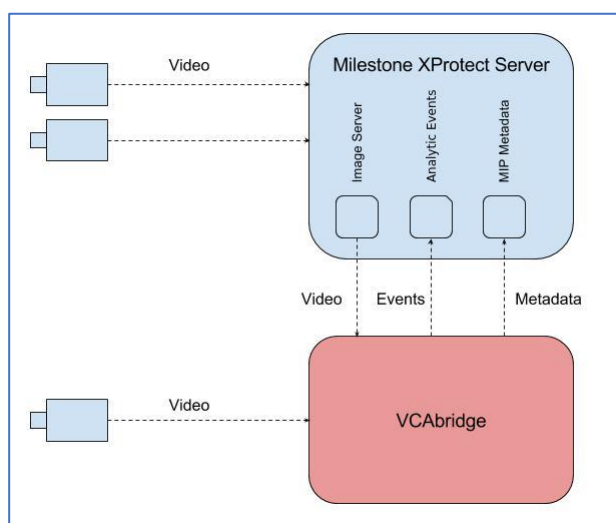 Video
Milestone XProtect Server
Image Server
Analytic Events
MIP Metadata
Video
Events
Metadata
Video
VCAbridge